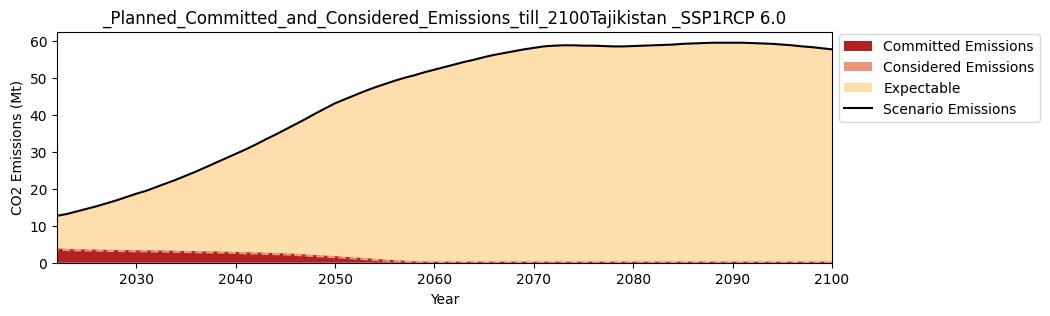 _Planned_Committed_and_Considered_Emissions_till_2100Tajikistan _SSP1RCP 6.0
60
50
40
30
20
10
0
CO2 Emissions (Mt)
2030 2040 2050 2060 2070 2080 2090 2100
Year
Committed Emissions
Considered Emissions
Expectable
Scenario Emissions